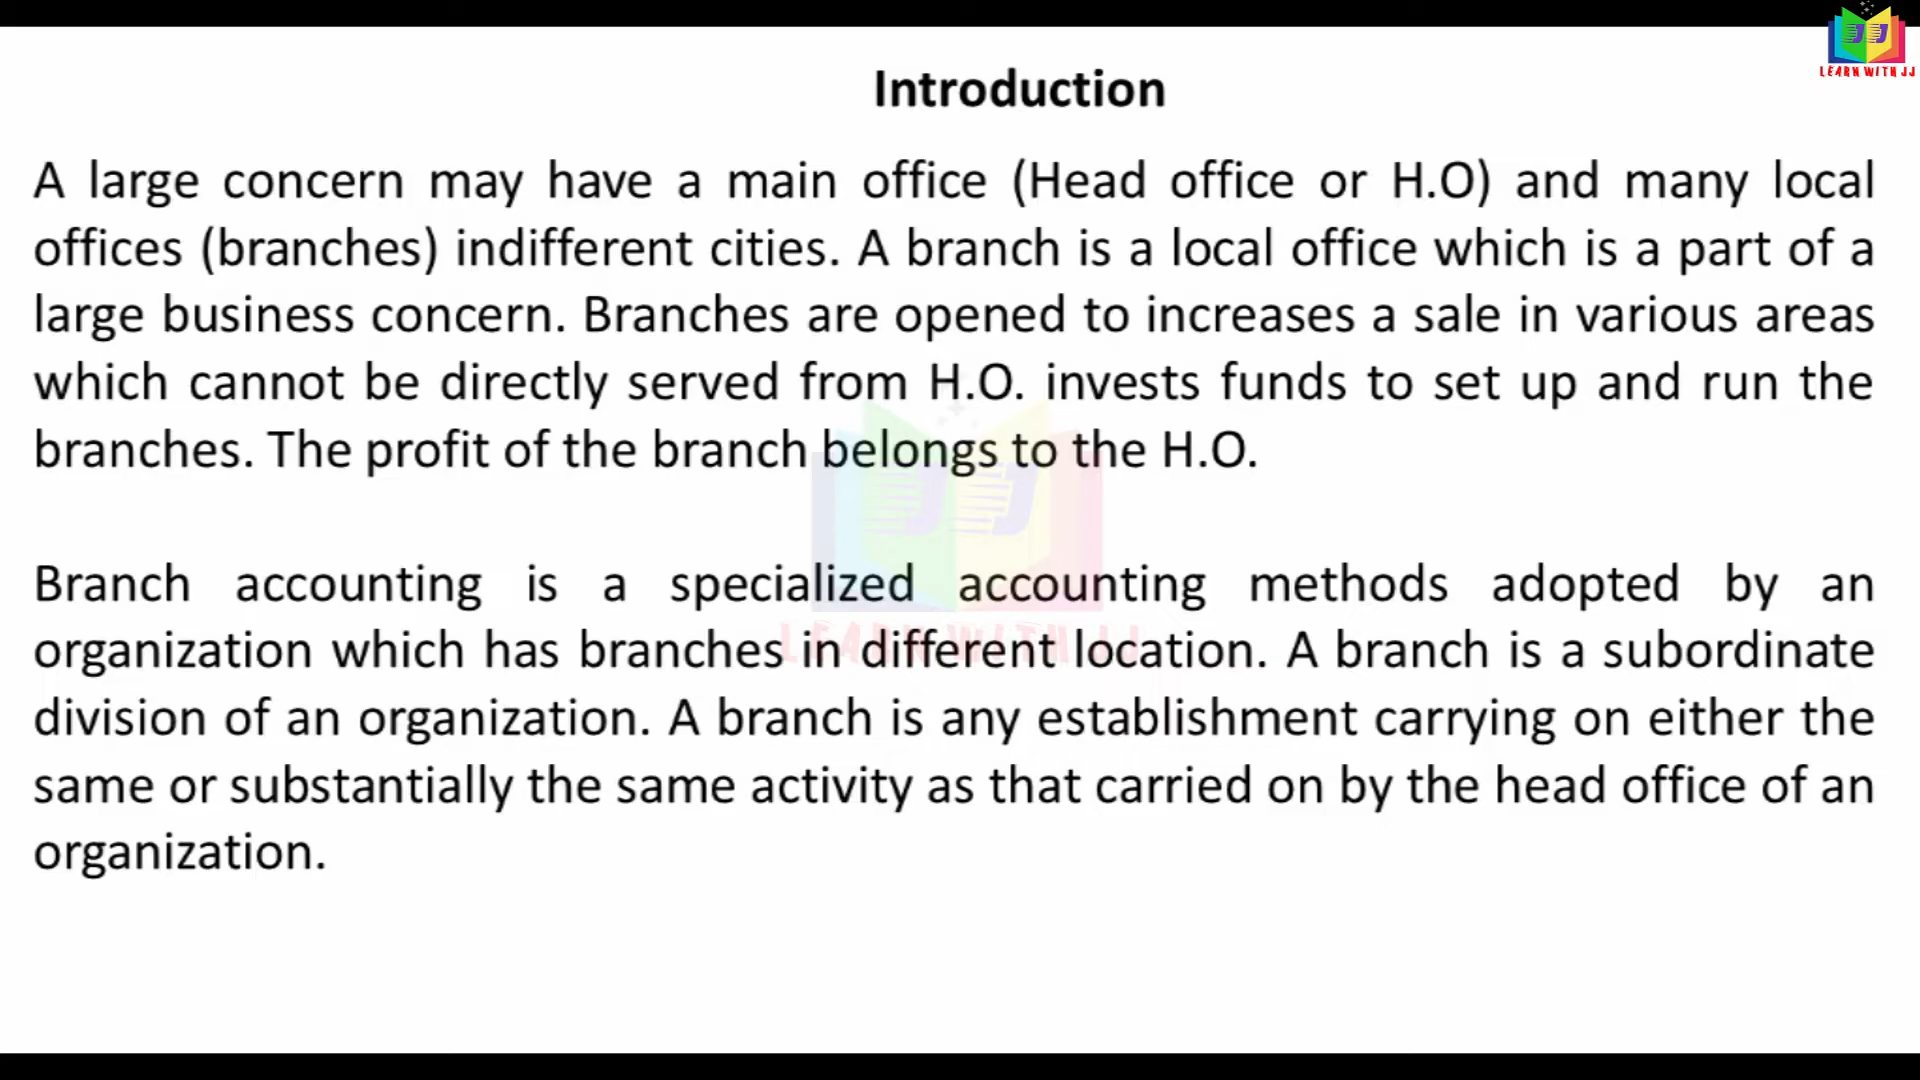 LEARN WITH JJ
Introduction
A large concern may have a main office (Head office or H.O) and many local
offices (branches) indifferent cities. A branch is a local office which is a part of a
large business concern. Branches are opened to increases a sale in various areas
which cannot be directly served from H.O. invests funds to set up and run the
branches. The profit of the branch belongs to the H.O.
Branch accounting is a specialized accounting methods adopted by an
organization which has branches in different location. A branch is a subordinate
division of an organization. A branch is any establishment carrying on either the
same or substantially the same activity as that carried on by the head office of an
organization.
JJ
LEARN WITH JJ